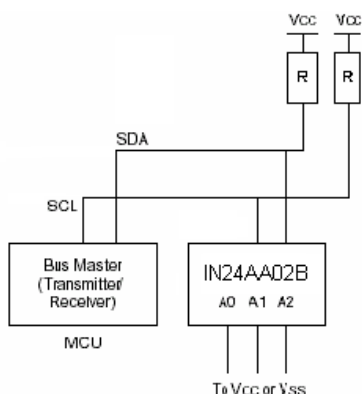 Vcc Vcc
R R
SDA
SCL
Bus Master
(Transmitter/
Receiver)
IN24AA02B
A0 A1 A2
MCU
To Vcc or Vss